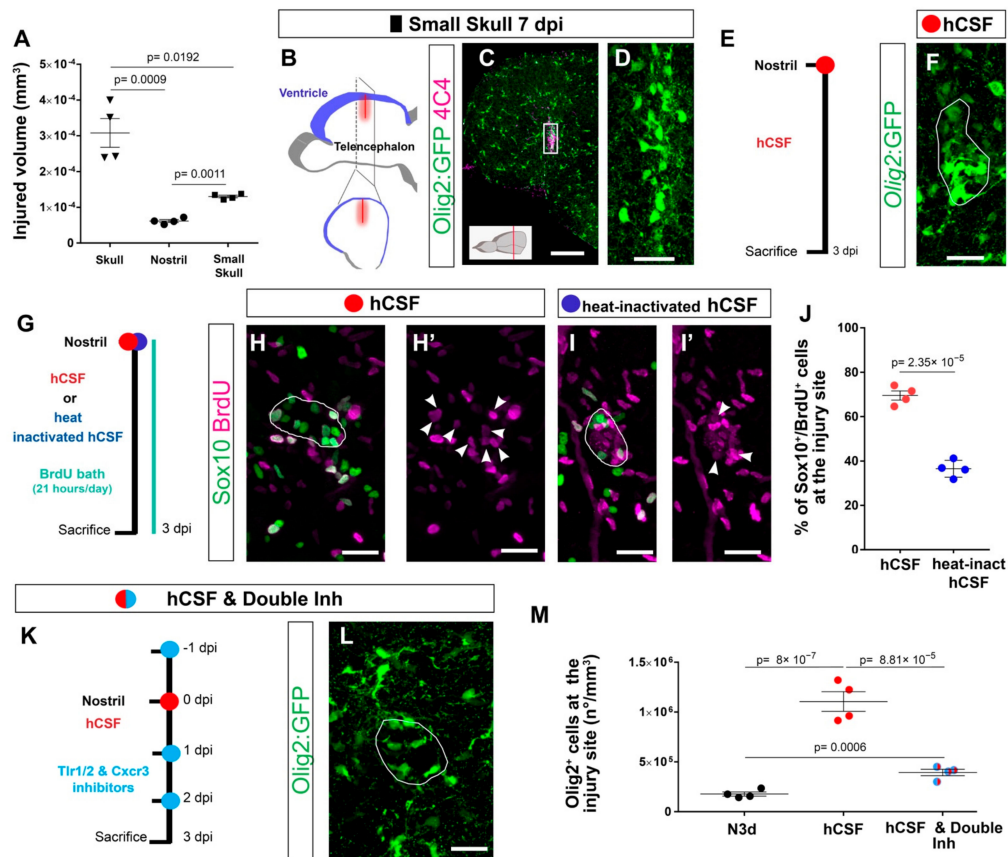 Small Skull 7 dpi
hCSF
A
Injured volume (mm³)
5×10⁻⁴
4×10⁻⁴
3×10⁻⁴
2×10⁻⁴
1×10⁻⁴
0
p= 0.0192
p= 0.0009
p= 0.0011
Skull
Nostril
Small
Skull
B
Ventricle
Telencephalon
Olig2:GFP 4C4
C
D
E
Nostril
hCSF
Sacrifice
3 dpi
Olig2:GFP
F
hCSF
heat-inactivated hCSF
G
Nostril
hCSF
or
heat
inactivated hCSF
BrdU bath
(21 hours/day)
Sacrifice
3 dpi
Sox10 BrdU
H
H'
I
I'
J
% of Sox10⁺/BrdU⁺ cells
at the injury site
100
80
60
40
20
0
p= 2.35× 10⁻⁵
hCSF
heat-inact
hCSF
hCSF & Double Inh
K
-1 dpi
Nostril
0 dpi
hCSF
1 dpi
Tlr1/2 & Cxcr3
inhibitors
2 dpi
Sacrifice
3 dpi
Olig2:GFP
L
M
Olig2⁺ cells at the
injury site (n°/mm³)
1.5×10⁶
1×10⁶
5×10⁵
0
p= 8× 10⁻⁷
p= 8.81× 10⁻⁵
p= 0.0006
N3d
hCSF
hCSF & Double
Inh